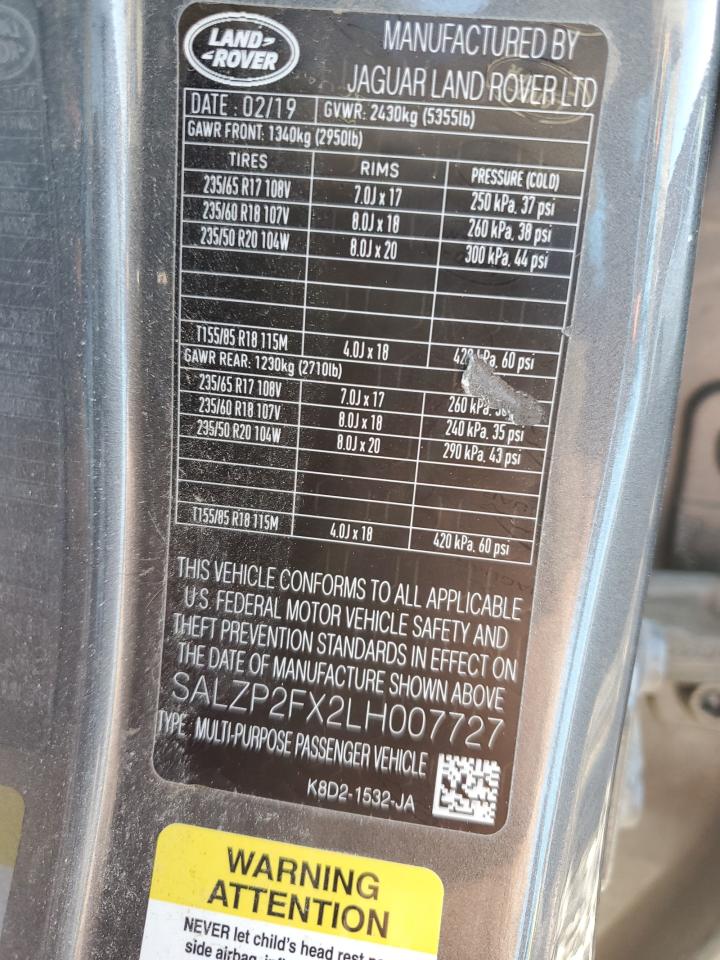 LAND-
-ROVER
MANUFACTURED BY
JAGUAR LAND ROVER LTD
DATE : 02/19 GVWR: 2430kg (5355lb)
GAWR FRONT: 1340kg (2950lb)
TIRES RIMS PRESSURE (COLD)
235/65 R17 108V 7.0J x 17 250 kPa, 37 psi
235/60 R18 107V 8.0J x 18 260 kPa, 38 psi
235/50 R20 104W 8.0J x 20 300 kPa, 44 psi
T155/85 R18 115M 4.0J x 18 420 kPa, 60 psi
GAWR REAR: 1230kg (2710lb)
235/65 R17 108V 7.0J x 17 260 kPa,
235/60 R18 107V 8.0J x 18 240 kPa, 35 psi
235/50 R20 104W 8.0J x 20 290 kPa, 43 psi
T155/85 R18 115M 4.0J x 18 420 kPa, 60 psi
THIS VEHICLE CONFORMS TO ALL APPLICABLE
U.S. FEDERAL MOTOR VEHICLE SAFETY AND
THEFT PREVENTION STANDARDS IN EFFECT ON
THE DATE OF MANUFACTURE SHOWN ABOVE
SALZP2FX2LH007727
TYPE: MULTI-PURPOSE PASSENGER VEHICLE
K8D2-1532-JA
WARNING
ATTENTION
NEVER let child's head rest
side airbag